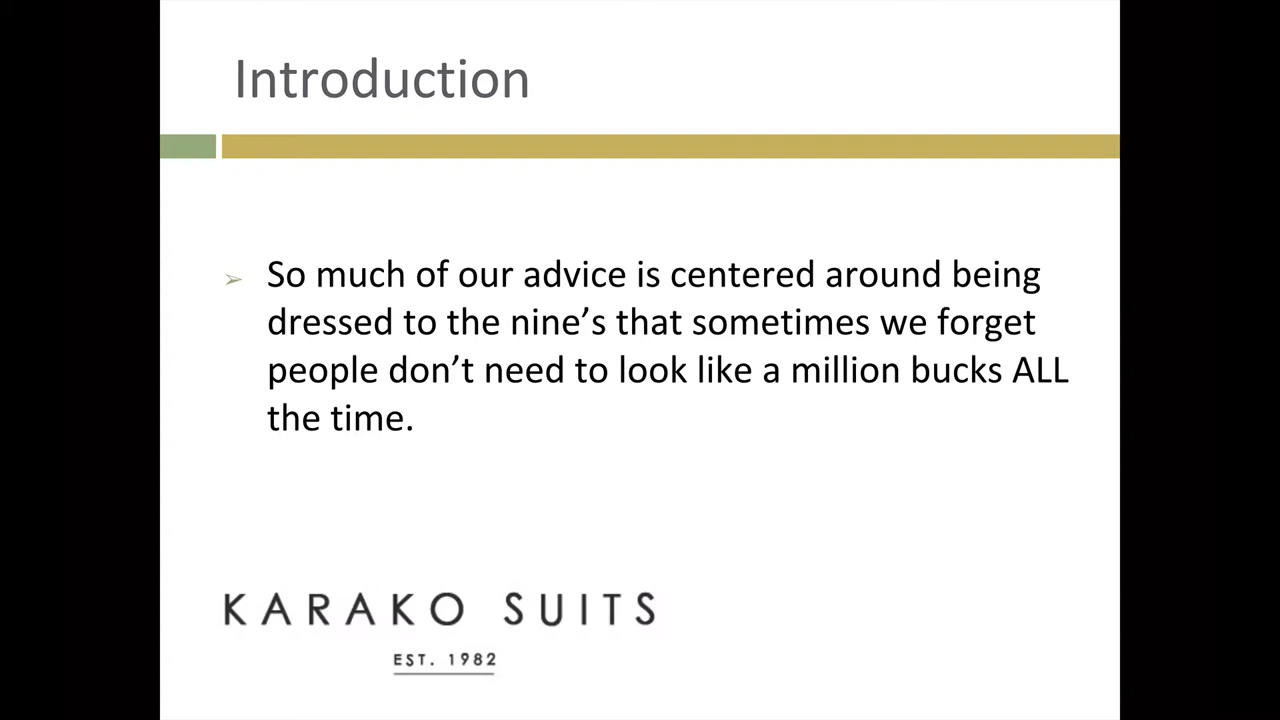 Introduction
➢ So much of our advice is centered around being
dressed to the nine’s that sometimes we forget
people don’t need to look like a million bucks ALL
the time.
KARAKO SUITS
EST. 1982